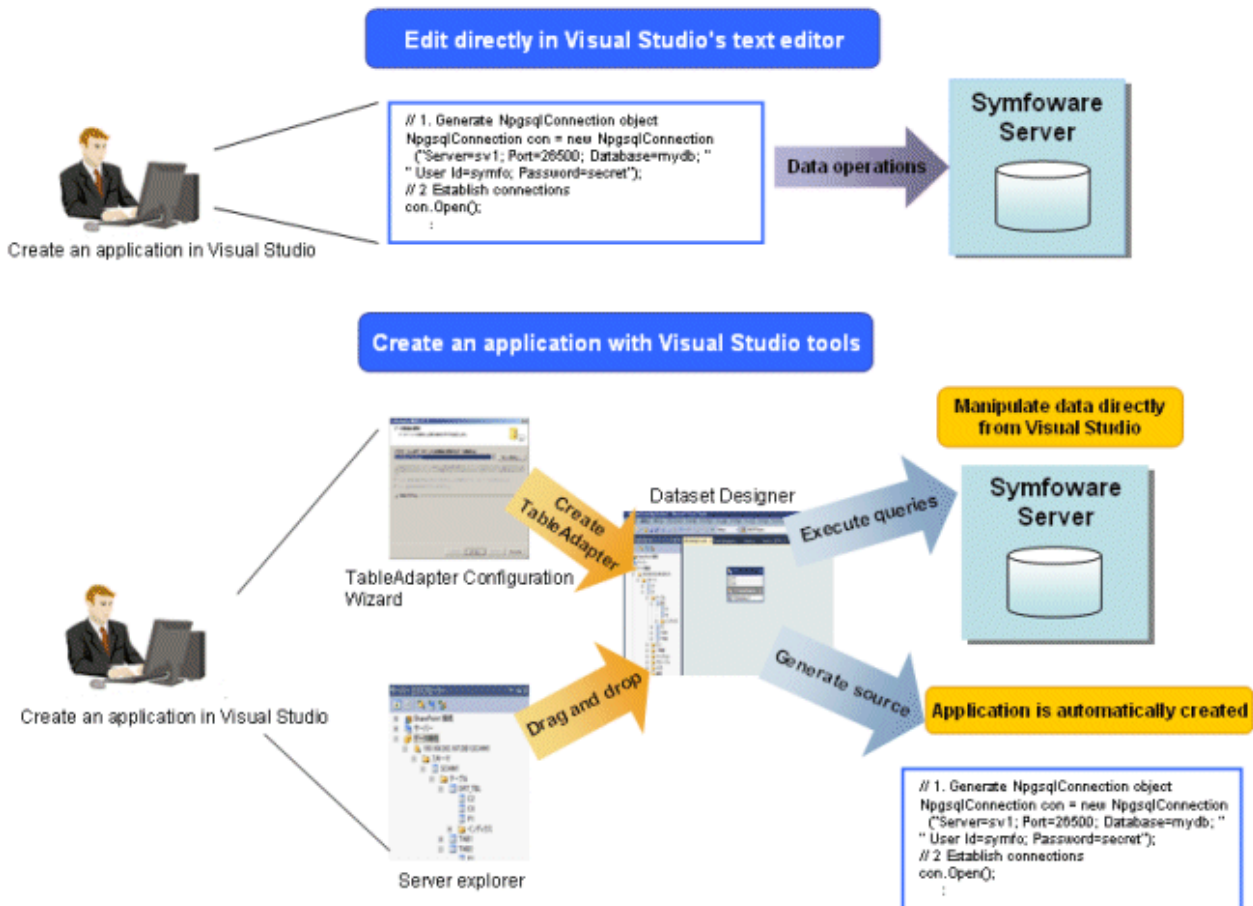 Edit directly in Visual Studio's text editor
// 1. Generate NpgsqlConnection object
NpgsqlConnection con = new NpgsqlConnection
("Server=sv1; Port=26500; Database=mydb; "
" User Id=symfo; Password=secret");
// 2 Establish connections
con.Open();
:
Data operations
Symfoware
Server
Create an application in Visual Studio
Create an application with Visual Studio tools
Manipulate data directly
from Visual Studio
Create
TableAdapter
Dataset Designer
Execute queries
Symfoware
Server
TableAdapter Configuration
Wizard
Create an application in Visual Studio
Drag and drop
Generate source
Application is automatically created
Server explorer
// 1. Generate NpgsqlConnection object
NpgsqlConnection con = new NpgsqlConnection
("Server=sv1; Port=26500; Database=mydb; "
" User Id=symfo; Password=secret");
// 2 Establish connections
con.Open();
: